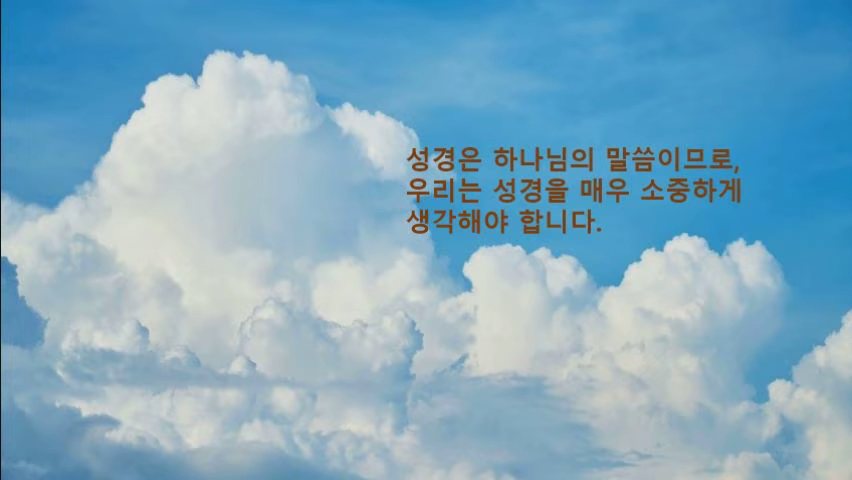 성경은 하나님의 말씀이므로,
우리는 성경을 매우 소중하게
생각해야 합니다.